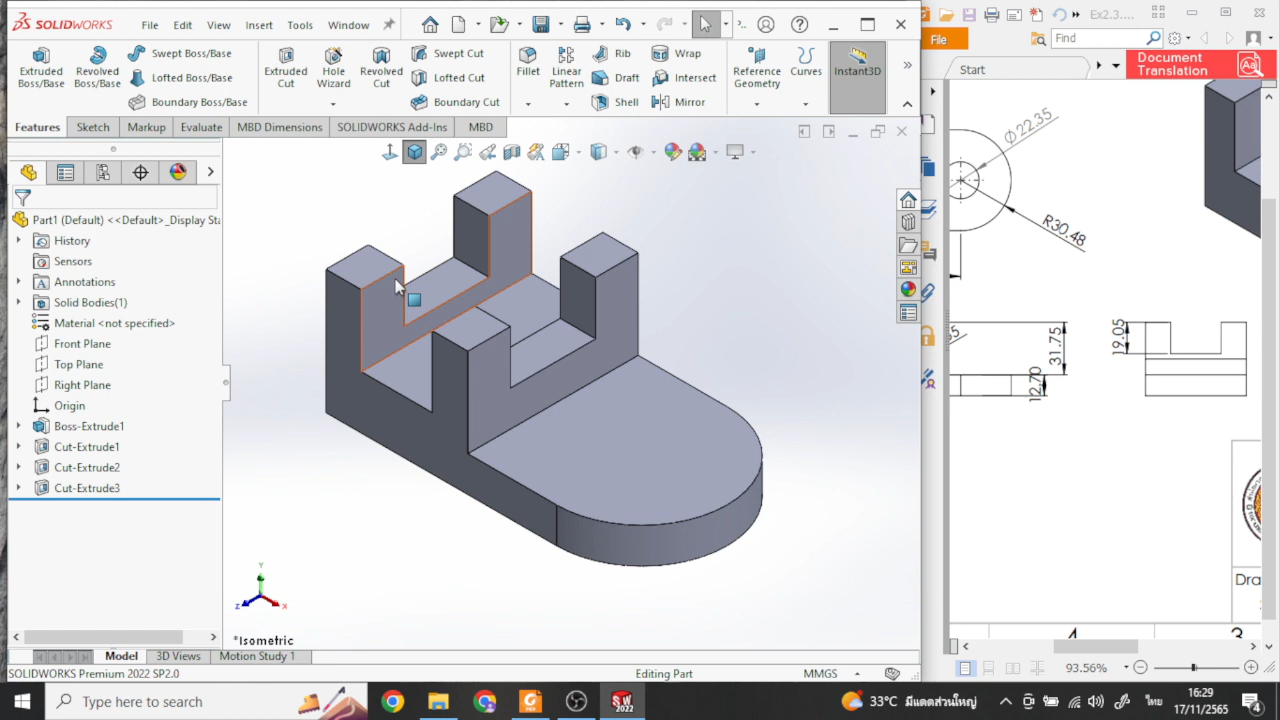 SOLIDWORKS File Edit View Insert Tools Window
Extruded Boss/Base
Revolved Boss/Base
Swept Boss/Base
Lofted Boss/Base
Boundary Boss/Base
Extruded Cut
Hole Wizard
Revolved Cut
Swept Cut
Lofted Cut
Boundary Cut
Fillet
Linear Pattern
Rib
Draft
Shell
Wrap
Intersect
Mirror
Reference Geometry
Curves
Instant3D
Features Sketch Markup Evaluate MBD Dimensions SOLIDWORKS Add-Ins MBD
Part1 (Default) <<Default>_Display Sta
History
Sensors
Annotations
Solid Bodies(1)
Material <not specified>
Front Plane
Top Plane
Right Plane
Origin
Boss-Extrude1
Cut-Extrude1
Cut-Extrude2
Cut-Extrude3
Y
Z
X
*Isometric
Model 3D Views Motion Study 1
SOLIDWORKS Premium 2022 SP2.0 Editing Part MMGS
Ex2.3....
File
Find
Start
Document Translation
Ø22.35
R30.48
31.75
12.70
19.05
Dra
4 3
93.56%
Type here to search
33°C มีแดดส่วนใหญ่
ไทย
16:29
17/11/2565
4